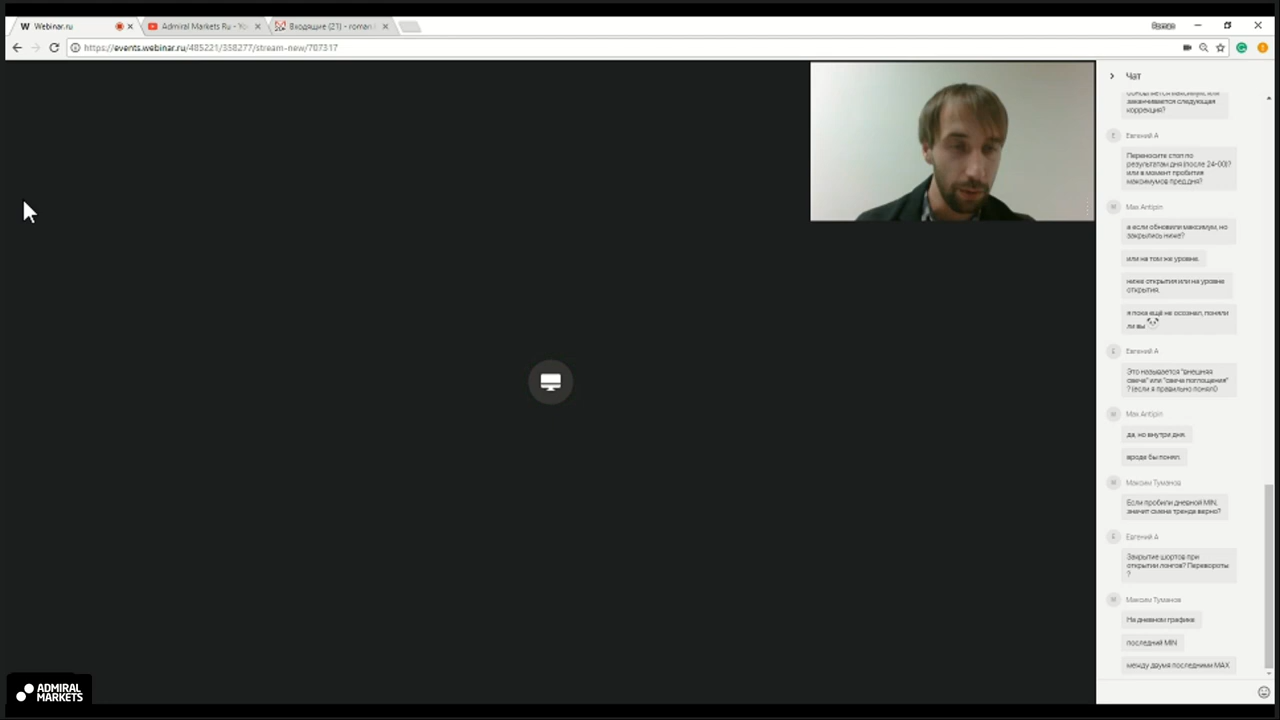 Webinar.ru
Admiral Markets Ru - Yo
Входящие (21) - roman
https://events.webinar.ru/485221/358277/stream-new/707317
Чат
заканчивается следующая
коррекция?
Евгений А
Переносите стоп по
результатам дня (после 24-00)?
или в момент пробития
максимумов пред.дня?
Max Antipin
а если обновили максимум, но
закрылись ниже?
или на том же уровне.
ниже открытия или на уровне
открытия.
я пока ещё не осознал, поняли
ли вы
Евгений А
Это называется "внешняя
свеча" или "свеча поглощения"
? (если я правильно понял)
Max Antipin
да, но внутри дня.
вроде бы понял.
Максим Туманов
Если пробили дневной MIN,
значит смена тренда верно?
Евгений А
Закрытие шортов при
открытии лонгов? Перевороты
?
Максим Туманов
На дневном графике
последний MIN
между двумя последними MAX
ADMIRAL
MARKETS